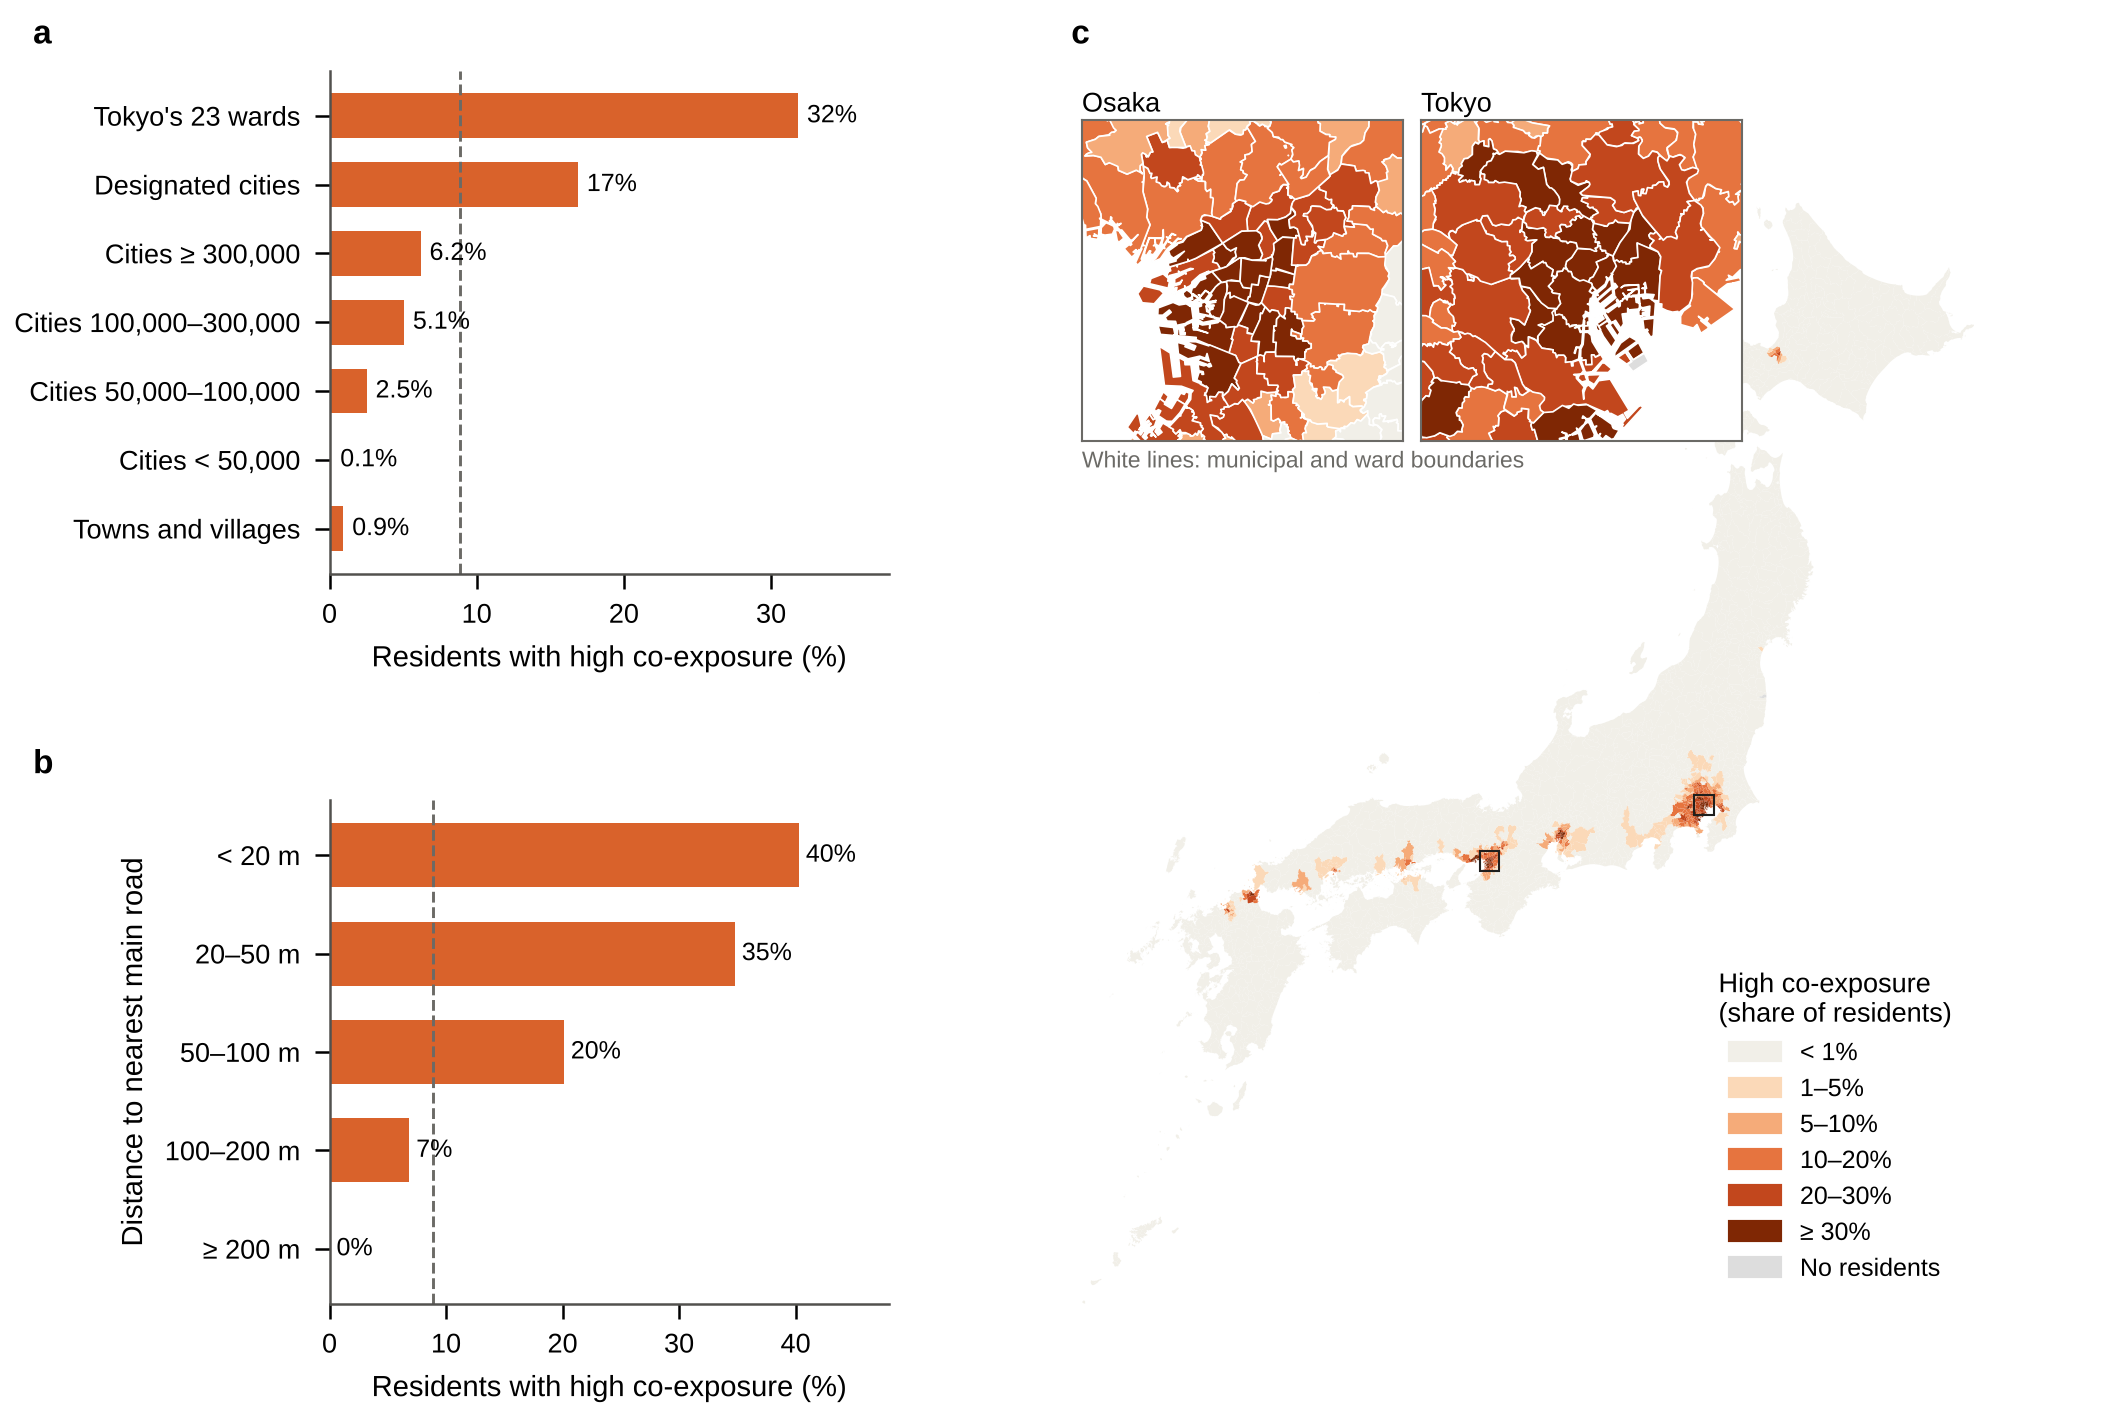 a
Tokyo's 23 wards
32%
Designated cities
17%
Cities ≥ 300,000
6.2%
Cities 100,000–300,000
5.1%
Cities 50,000–100,000
2.5%
Cities < 50,000
0.1%
Towns and villages
0.9%
0
10
20
30
Residents with high co-exposure (%)
b
Distance to nearest main road
< 20 m
40%
20–50 m
35%
50–100 m
20%
100–200 m
7%
≥ 200 m
0%
0
10
20
30
40
Residents with high co-exposure (%)
c
Osaka
Tokyo
White lines: municipal and ward boundaries
High co-exposure
(share of residents)
< 1%
1–5%
5–10%
10–20%
20–30%
≥ 30%
No residents